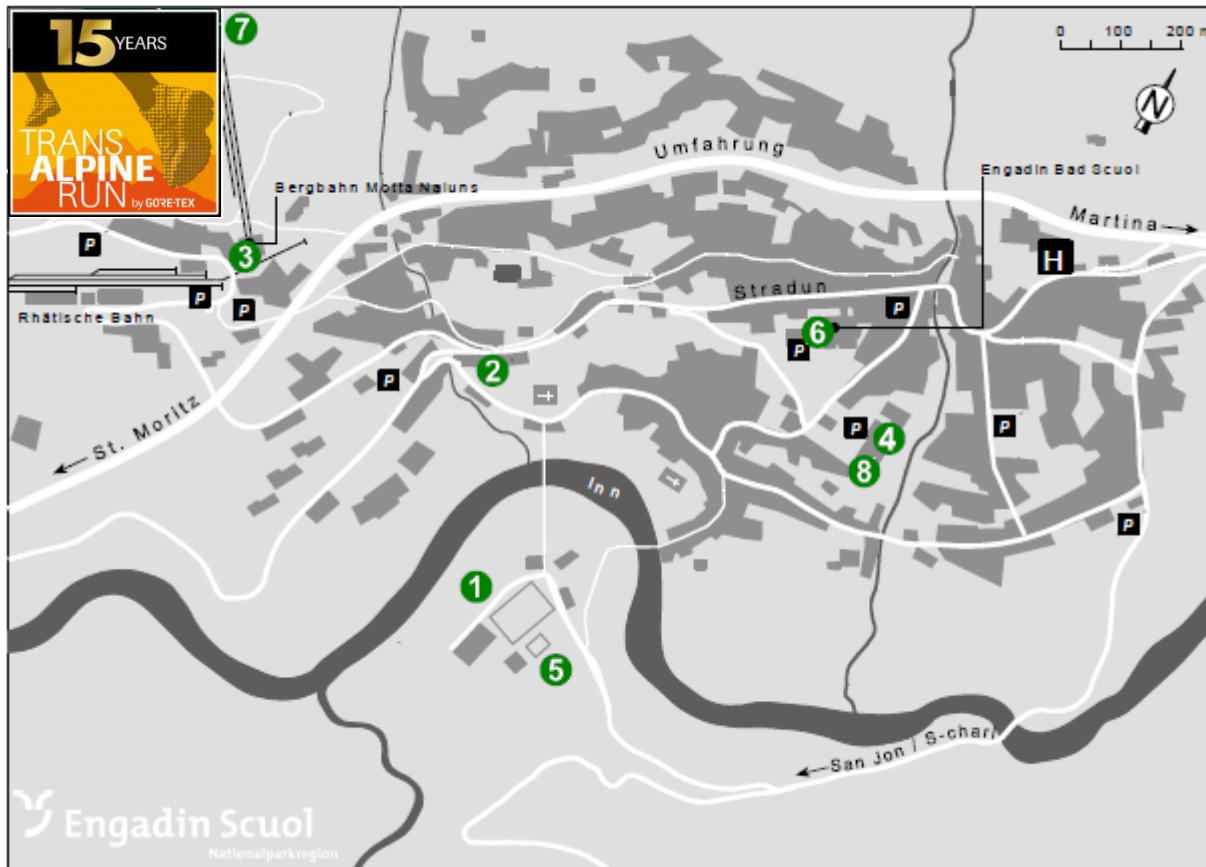 15 YEARS
TRANS
ALPINE
RUN by GORE-TEX
7
0 100 200 m
N
Umfahrung
Engadin Bad Scuol
Bergbahn Motta Naluns
Martina
P
3
H
P
P
Stradun
P
Rhätische Bahn
6
P
2
P
St. Moritz
P
P
4
8
Inn
P
1
5
San Jon / S-charl
Engadin Scuol
Nationalparkregion